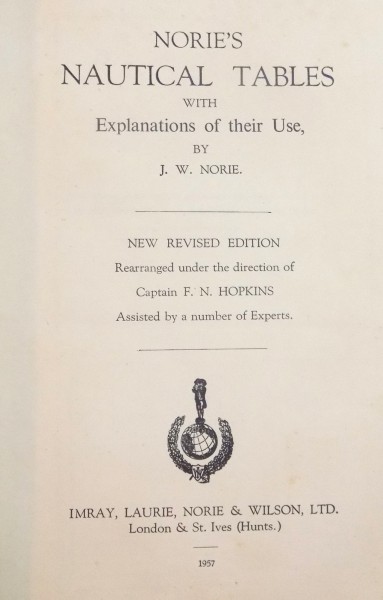 NORIE'S
NAUTICAL TABLES
WITH
Explanations of their Use,
BY
J. W. NORIE.
NEW REVISED EDITION
Rearranged under the direction of
Captain F. N. HOPKINS
Assisted by a number of Experts.
IMRAY, LAURIE, NORIE & WILSON, LTD.
London & St. Ives (Hunts.)
1957